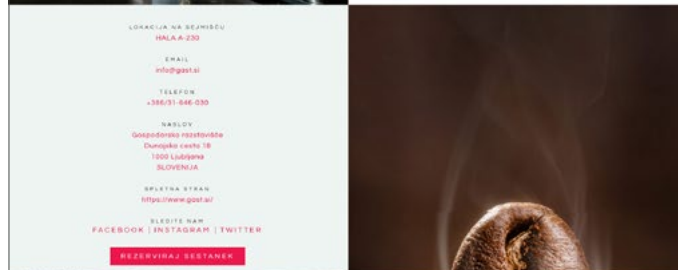 LOKACIJA NA SEJMIŠČU
HALA A-230
EMAIL
info@gast.si
TELEFON
+386/31-646-030
NASLOV
Gospodarsko razstavišče
Dunajska cesta 18
1000 Ljubljana
SLOVENIJA
SPLETNA STRAN
https://www.gast.si/
SLEDITE NAM
FACEBOOK | INSTAGRAM | TWITTER
REZERVIRAJ SESTANEK